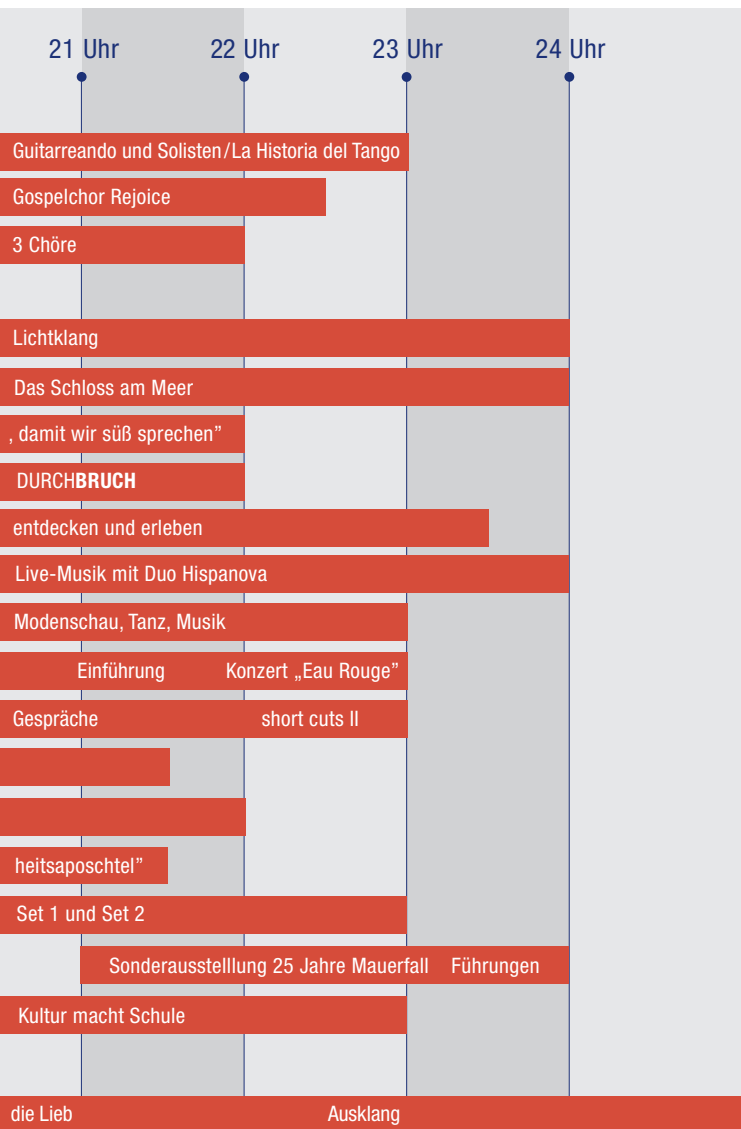 21 Uhr 22 Uhr 23 Uhr 24 Uhr
Guitarreando und Solisten/La Historia del Tango
Gospelchor Rejoice
3 Chöre
Lichtklang
Das Schloss am Meer
, damit wir süß sprechen”
DURCHBRUCH
entdecken und erleben
Live-Musik mit Duo Hispanova
Modenschau, Tanz, Musik
Einführung Konzert „Eau Rouge”
Gespräche short cuts II
heitsaposchtel”
Set 1 und Set 2
Sonderausstelllung 25 Jahre Mauerfall Führungen
Kultur macht Schule
die Lieb Ausklang